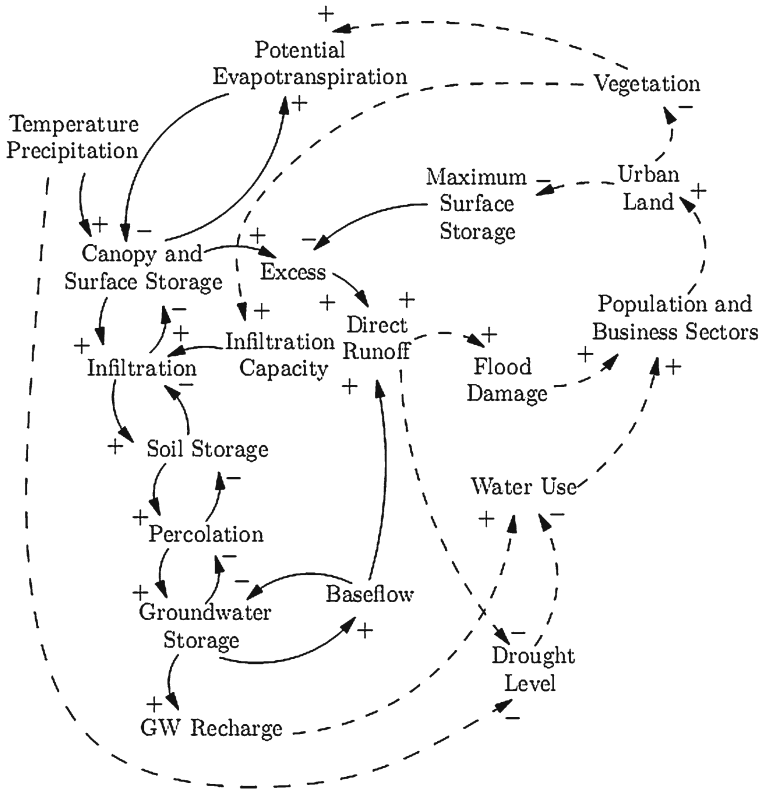 +
Potential
Evapotranspiration
+
Vegetation
−
Temperature
Precipitation
Maximum −
Surface
Storage
Urban
Land +
+ −
Canopy and
Surface Storage
−
+ −
Excess
+
+
+ +
Infiltration
Capacity
Direct
Runoff
+
+
Population and
Business Sectors
+
+
Infiltration
−
+
Flood
Damage
+
+
Soil Storage
−
Water Use
+ −
+
Percolation
−
+
Groundwater
Storage
−
Baseflow
+
−
Drought
Level
−
+
GW Recharge